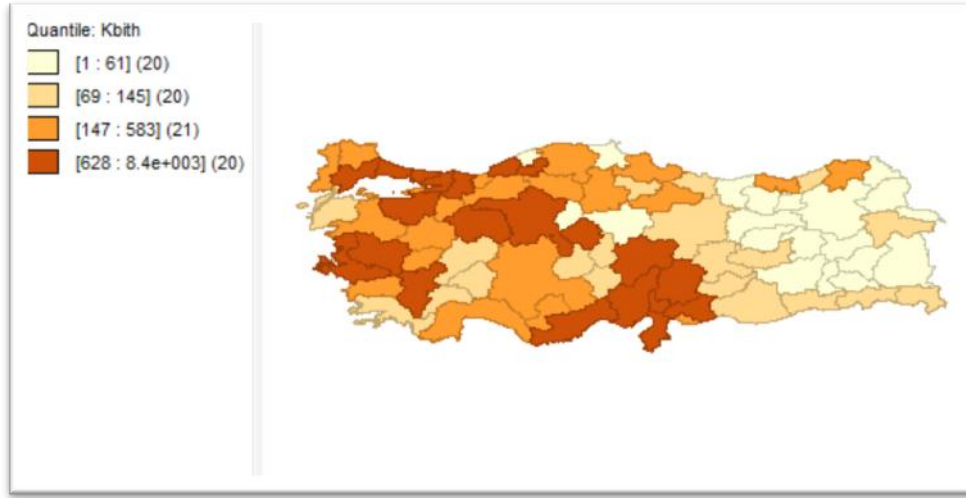 Quantile: Kbith
[1 : 61] (20)
[69 : 145] (20)
[147 : 583] (21)
[628 : 8.4e+003] (20)